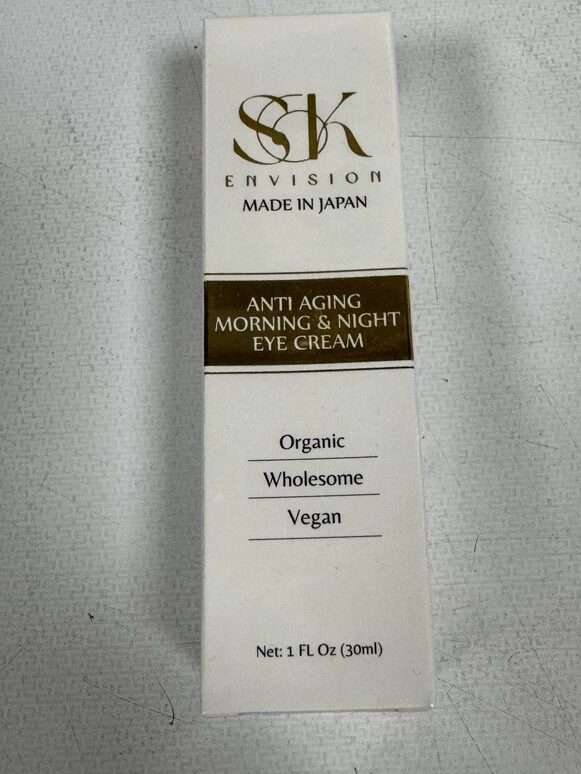 SK
ENVISION
MADE IN JAPAN
ANTI AGING
MORNING & NIGHT
EYE CREAM
Organic
Wholesome
Vegan
Net: 1 FL Oz (30ml)